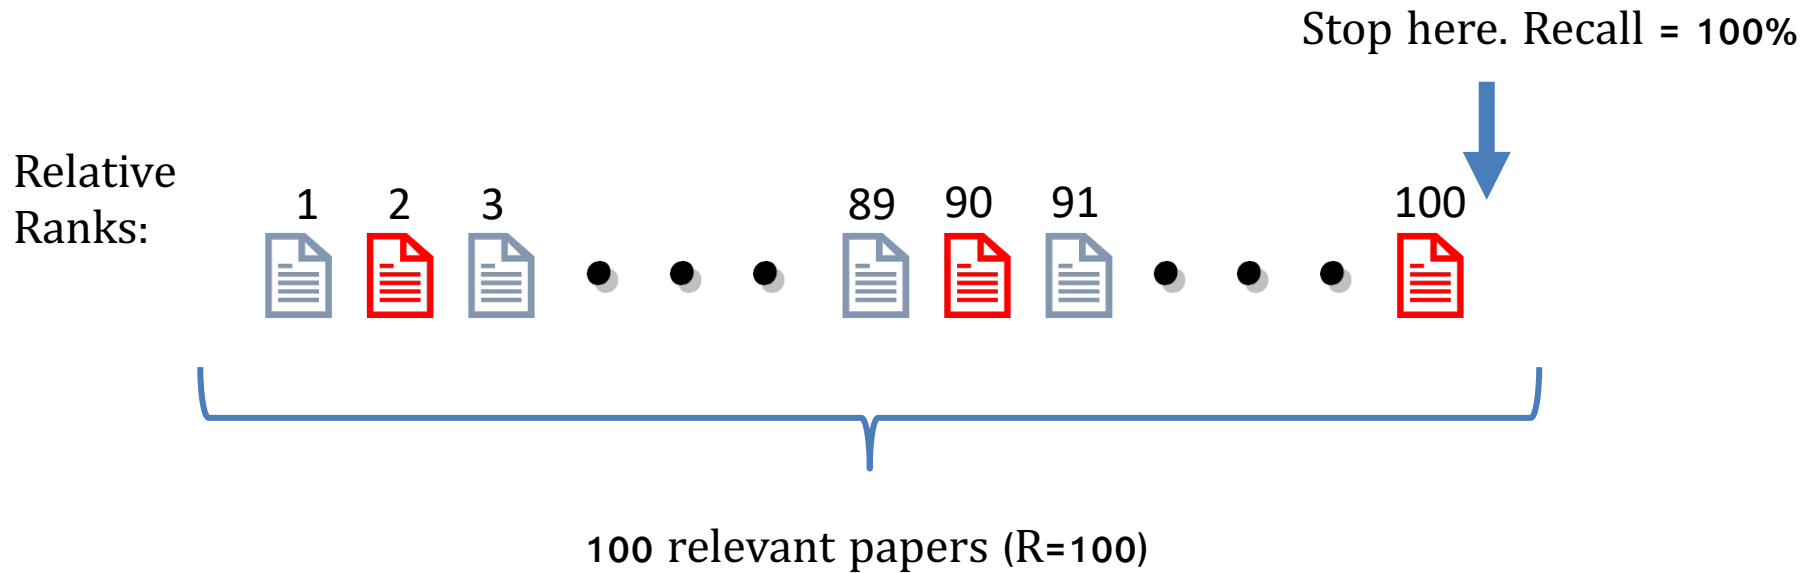 Stop here. Recall = 100%
Relative
Ranks:
1 2 3 89 90 91 100
100 relevant papers (R=100)